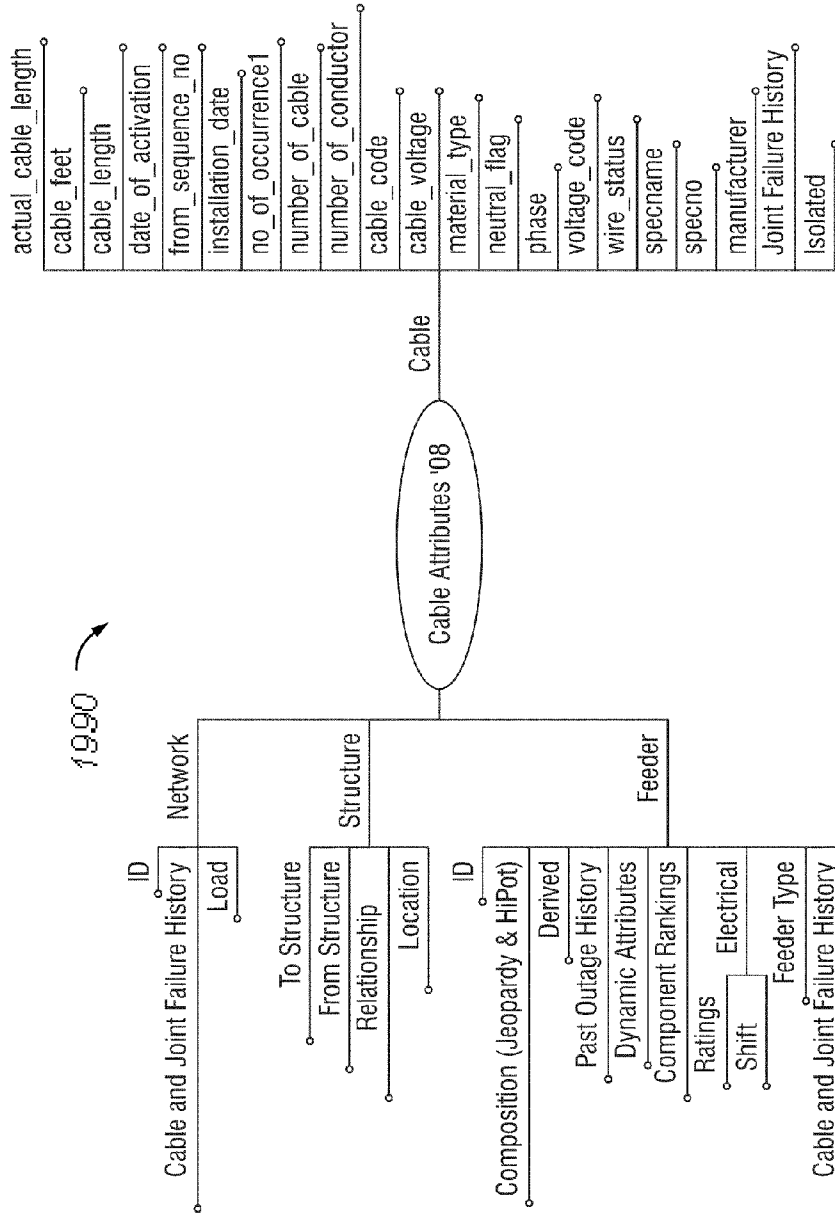 1990
Cable Attributes '08
Network
ID
Cable and Joint Failure History
Load
Structure
To Structure
From Structure
Relationship
Location
Feeder
ID
Composition (Jeopardy & HiPot)
Derived
Past Outage History
Dynamic Attributes
Component Rankings
Electrical
Ratings
Shift
Feeder Type
Cable and Joint Failure History
Cable
actual_cable_length
cable_feet
cable_length
date_of_activation
from_sequence_no
installation_date
no_of_occurrence1
number_of_cable
number_of_conductor
cable_code
cable_voltage
material_type
neutral_flag
phase
voltage_code
wire_status
specname
specno
manufacturer
Joint Failure History
Isolated